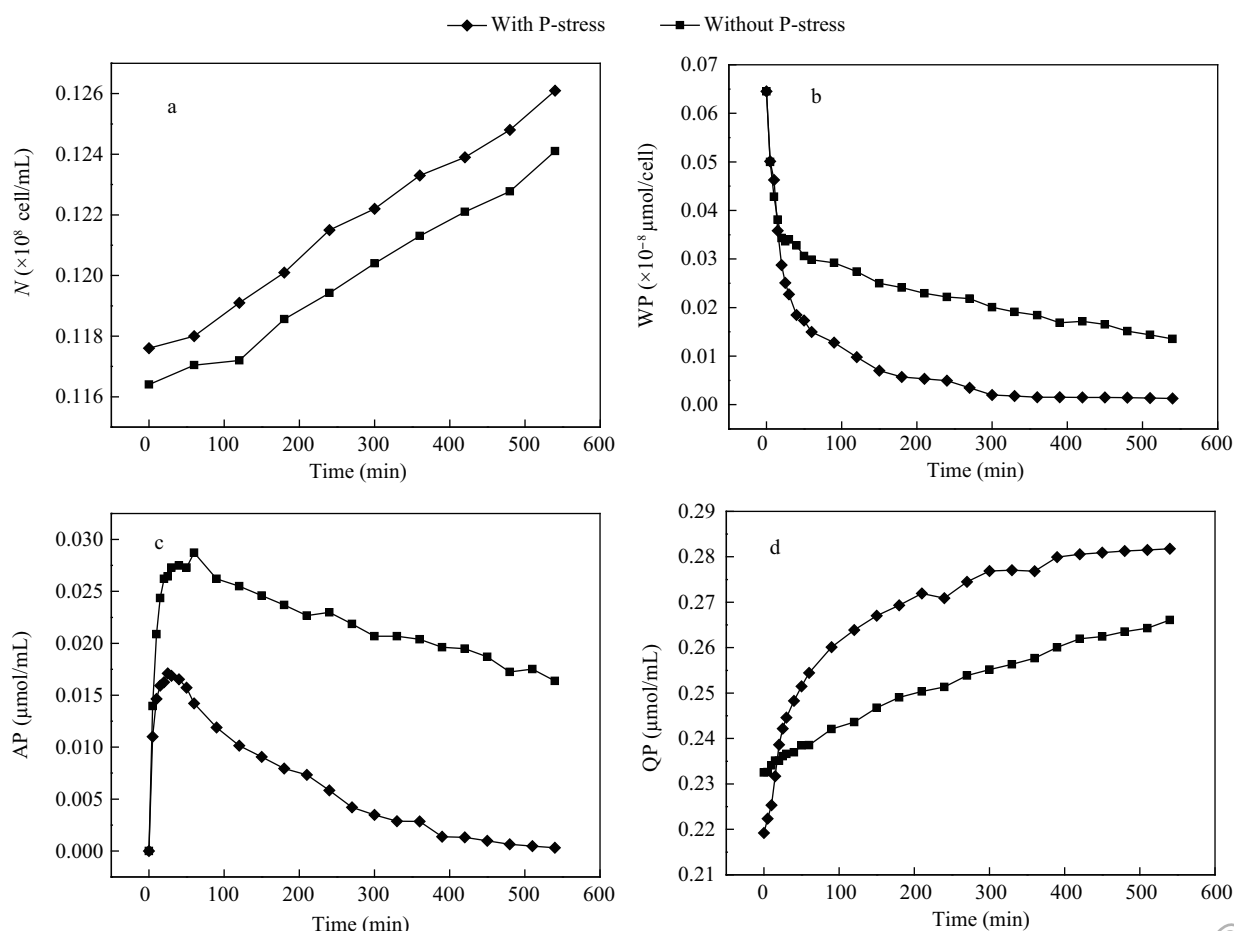 With P-stress Without P-stress
a
0.126
0.124
0.122
0.120
0.118
0.116
N (×10⁸ cell/mL)
0 100 200 300 400 500 600
Time (min)
b
0.07
0.06
0.05
0.04
0.03
0.02
0.01
0.00
WP (×10⁻⁸ μmol/cell)
0 100 200 300 400 500 600
Time (min)
c
0.030
0.025
0.020
0.015
0.010
0.005
0.000
AP (μmol/mL)
0 100 200 300 400 500 600
Time (min)
d
0.29
0.28
0.27
0.26
0.25
0.24
0.23
0.22
0.21
QP (μmol/mL)
0 100 200 300 400 500 600
Time (min)